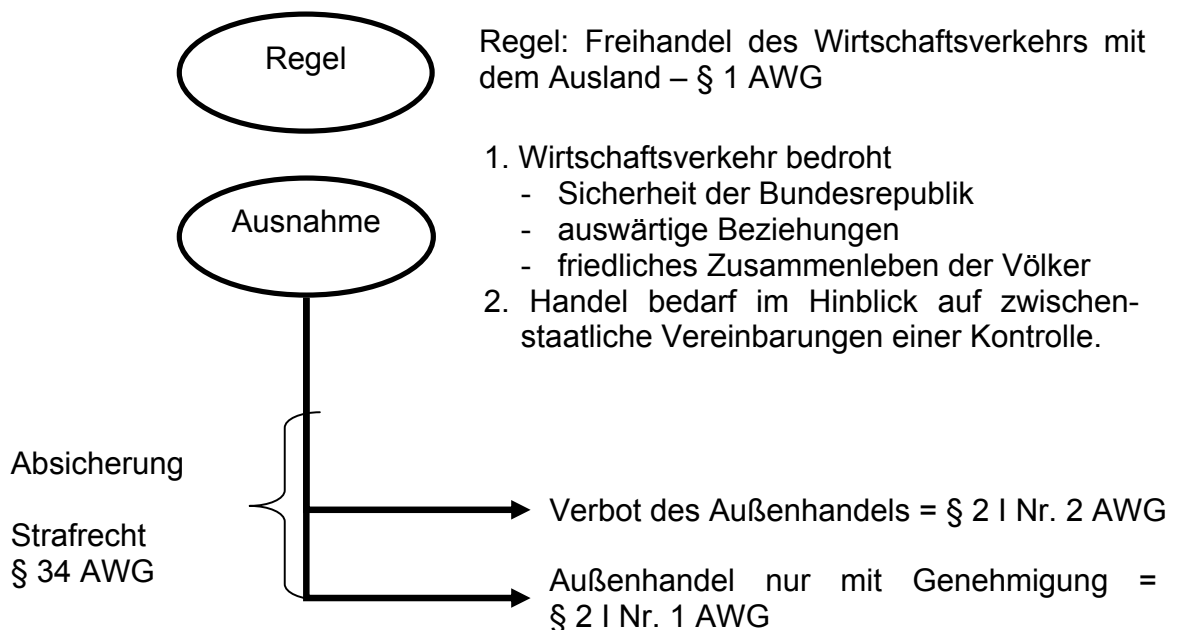 Regel
Regel: Freihandel des Wirtschaftsverkehrs mit
dem Ausland – § 1 AWG
Ausnahme
1. Wirtschaftsverkehr bedroht
- Sicherheit der Bundesrepublik
- auswärtige Beziehungen
- friedliches Zusammenleben der Völker
2. Handel bedarf im Hinblick auf zwischen-
staatliche Vereinbarungen einer Kontrolle.
Absicherung
Strafrecht
§ 34 AWG
Verbot des Außenhandels = § 2 I Nr. 2 AWG
Außenhandel nur mit Genehmigung =
§ 2 I Nr. 1 AWG